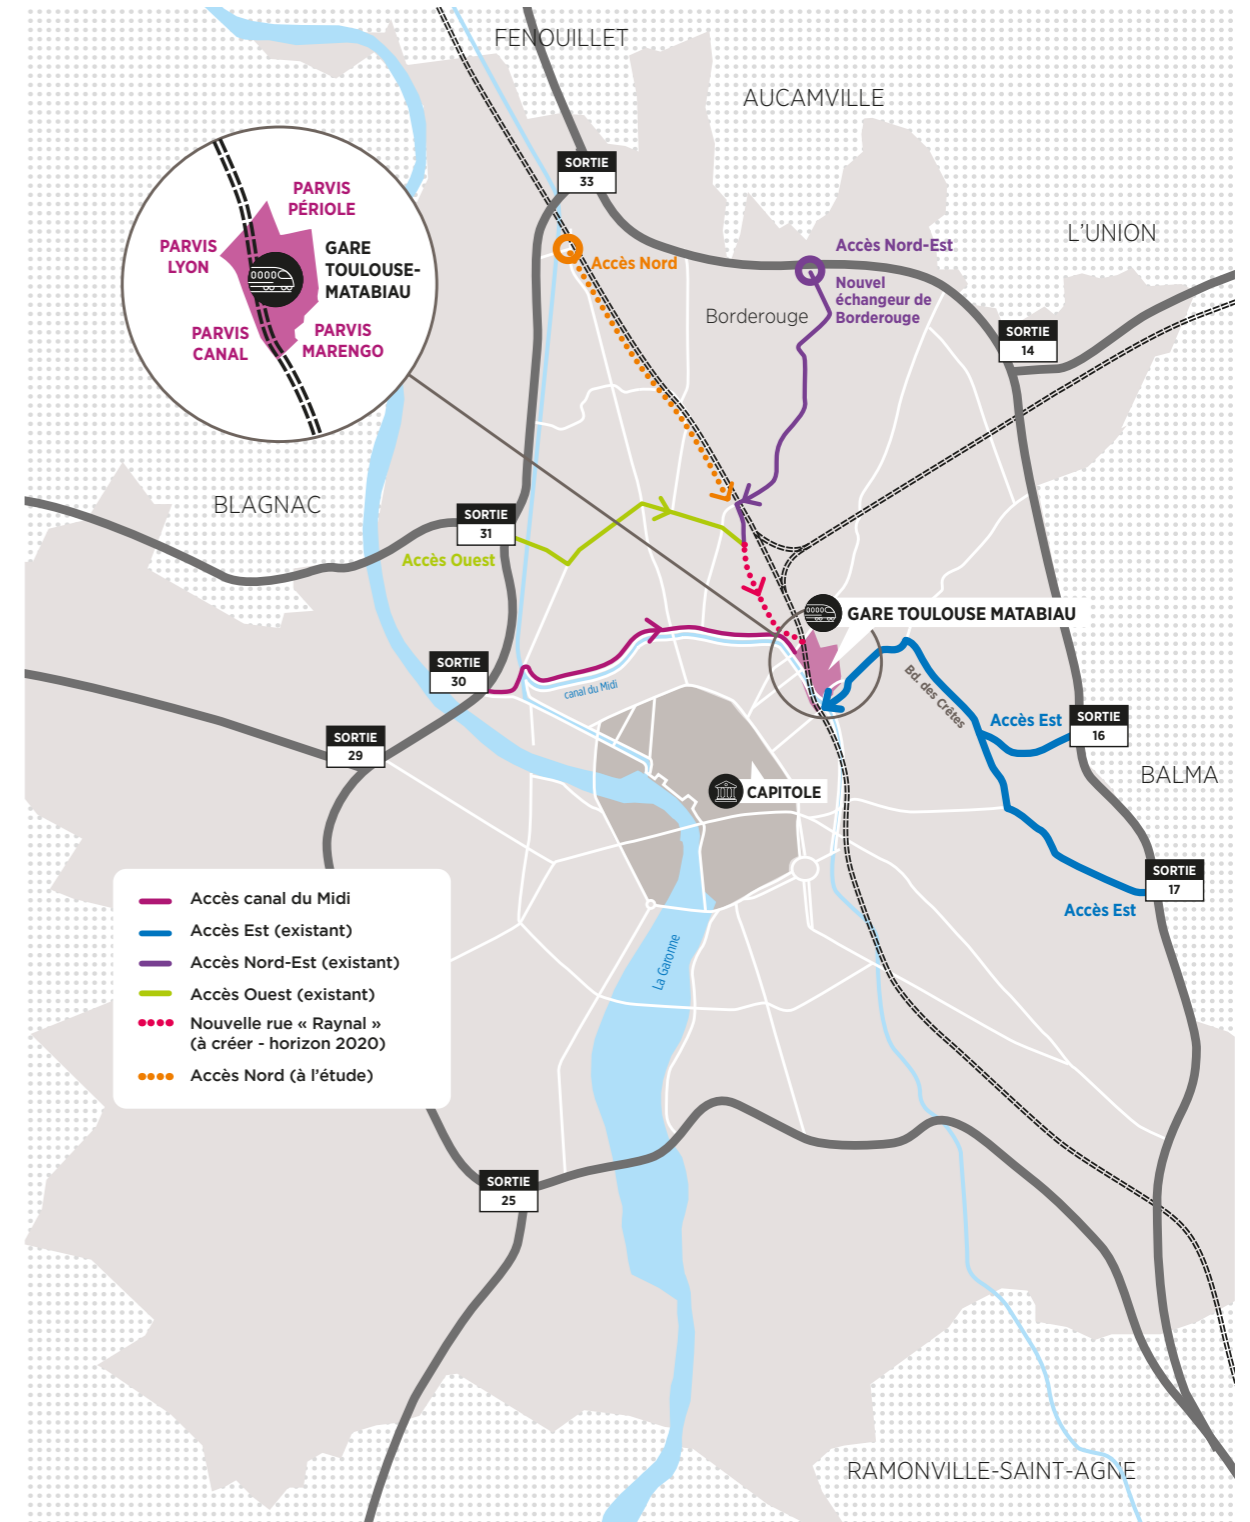 FENOUILLET
AUCAMVILLE
SORTIE
33
PARVIS
PÉRIOLE
PARVIS
LYON
GARE
TOULOUSE-
MATABIAU
PARVIS
CANAL
PARVIS
MARENGO
Accès Nord
Accès Nord-Est
Nouvel
échangeur de
Borderouge
Borderouge
L'UNION
SORTIE
14
BLAGNAC
SORTIE
31
Accès Ouest
GARE TOULOUSE MATABIAU
SORTIE
30
canal du Midi
Bd. des Crêtes
Accès Est
SORTIE
16
SORTIE
29
BALMA
CAPITOLE
SORTIE
17
Accès Est
La Garonne
Accès canal du Midi
Accès Est (existant)
Accès Nord-Est (existant)
Accès Ouest (existant)
Nouvelle rue « Raynal »
(à créer - horizon 2020)
Accès Nord (à l'étude)
SORTIE
25
RAMONVILLE-SAINT-AGNE